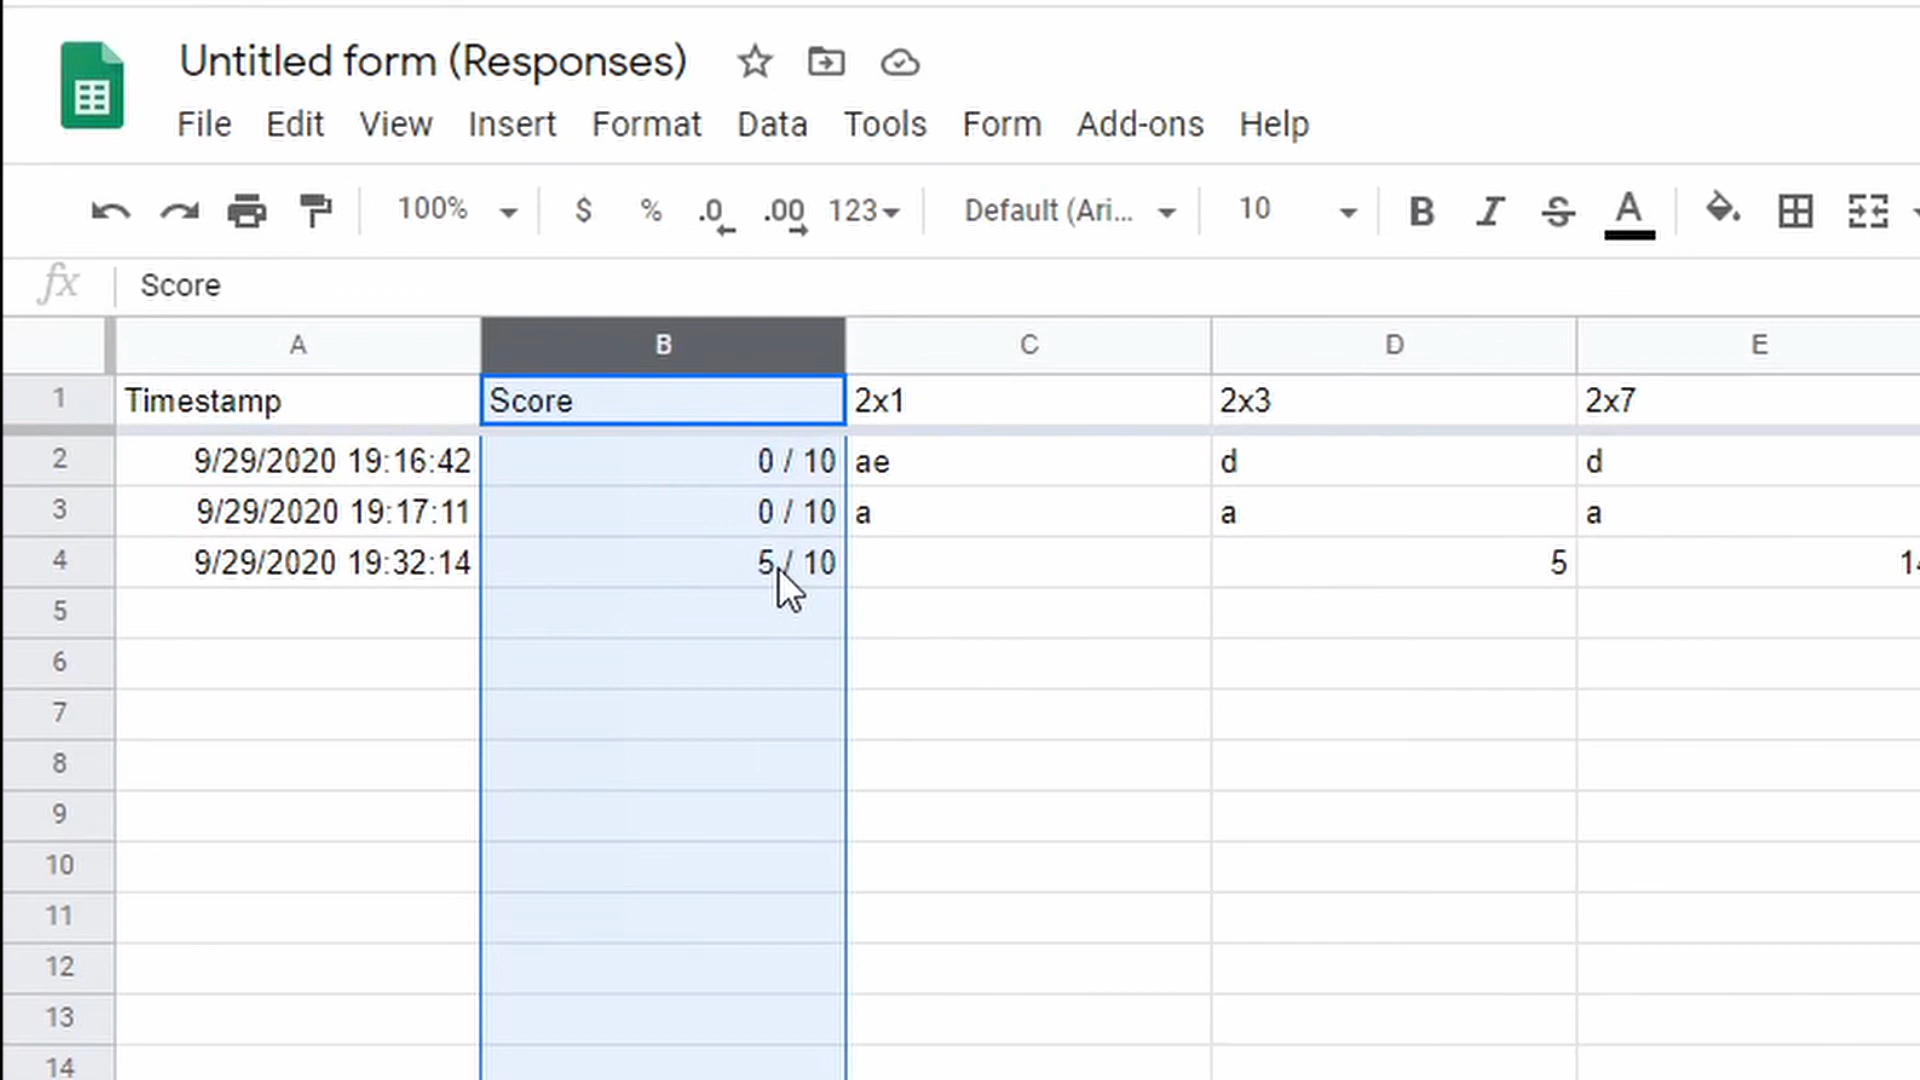 Untitled form (Responses)
File Edit View Insert Format Data Tools Form Add-ons Help
100% $ % .0 .00 123 Default (Ari... 10 B I S A
fx Score
A B C D E
1 Timestamp Score 2x1 2x3 2x7
2 9/29/2020 19:16:42 0 / 10 ae d d
3 9/29/2020 19:17:11 0 / 10 a a a
4 9/29/2020 19:32:14 5 / 10 5
5
6
7
8
9
10
11
12
13
14